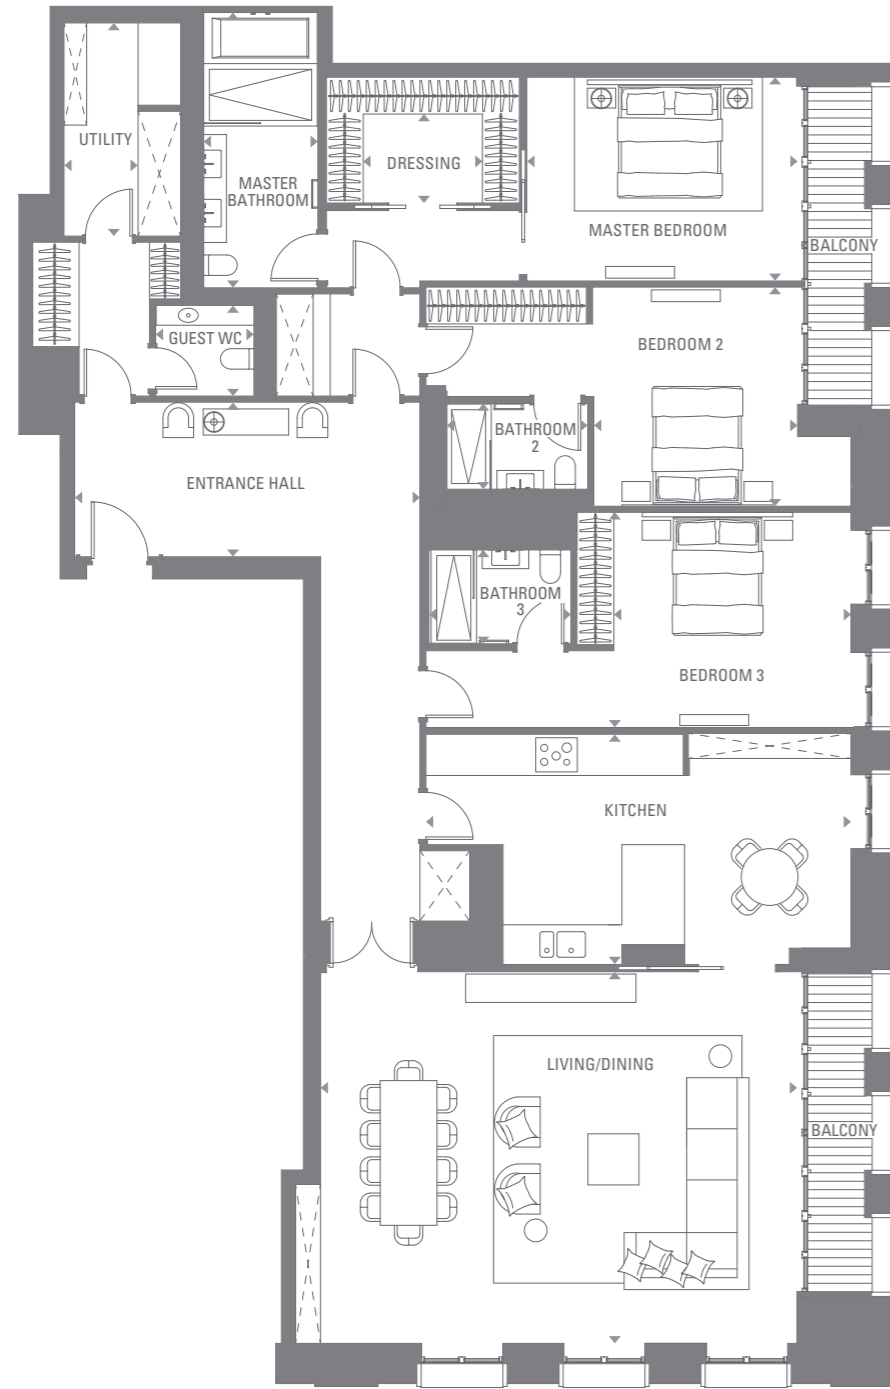 UTILITY
MASTER
BATHROOM
DRESSING
MASTER BEDROOM
BALCONY
GUEST WC
BEDROOM 2
BATHROOM
2
ENTRANCE HALL
BATHROOM
3
BEDROOM 3
KITCHEN
LIVING/DINING
BALCONY